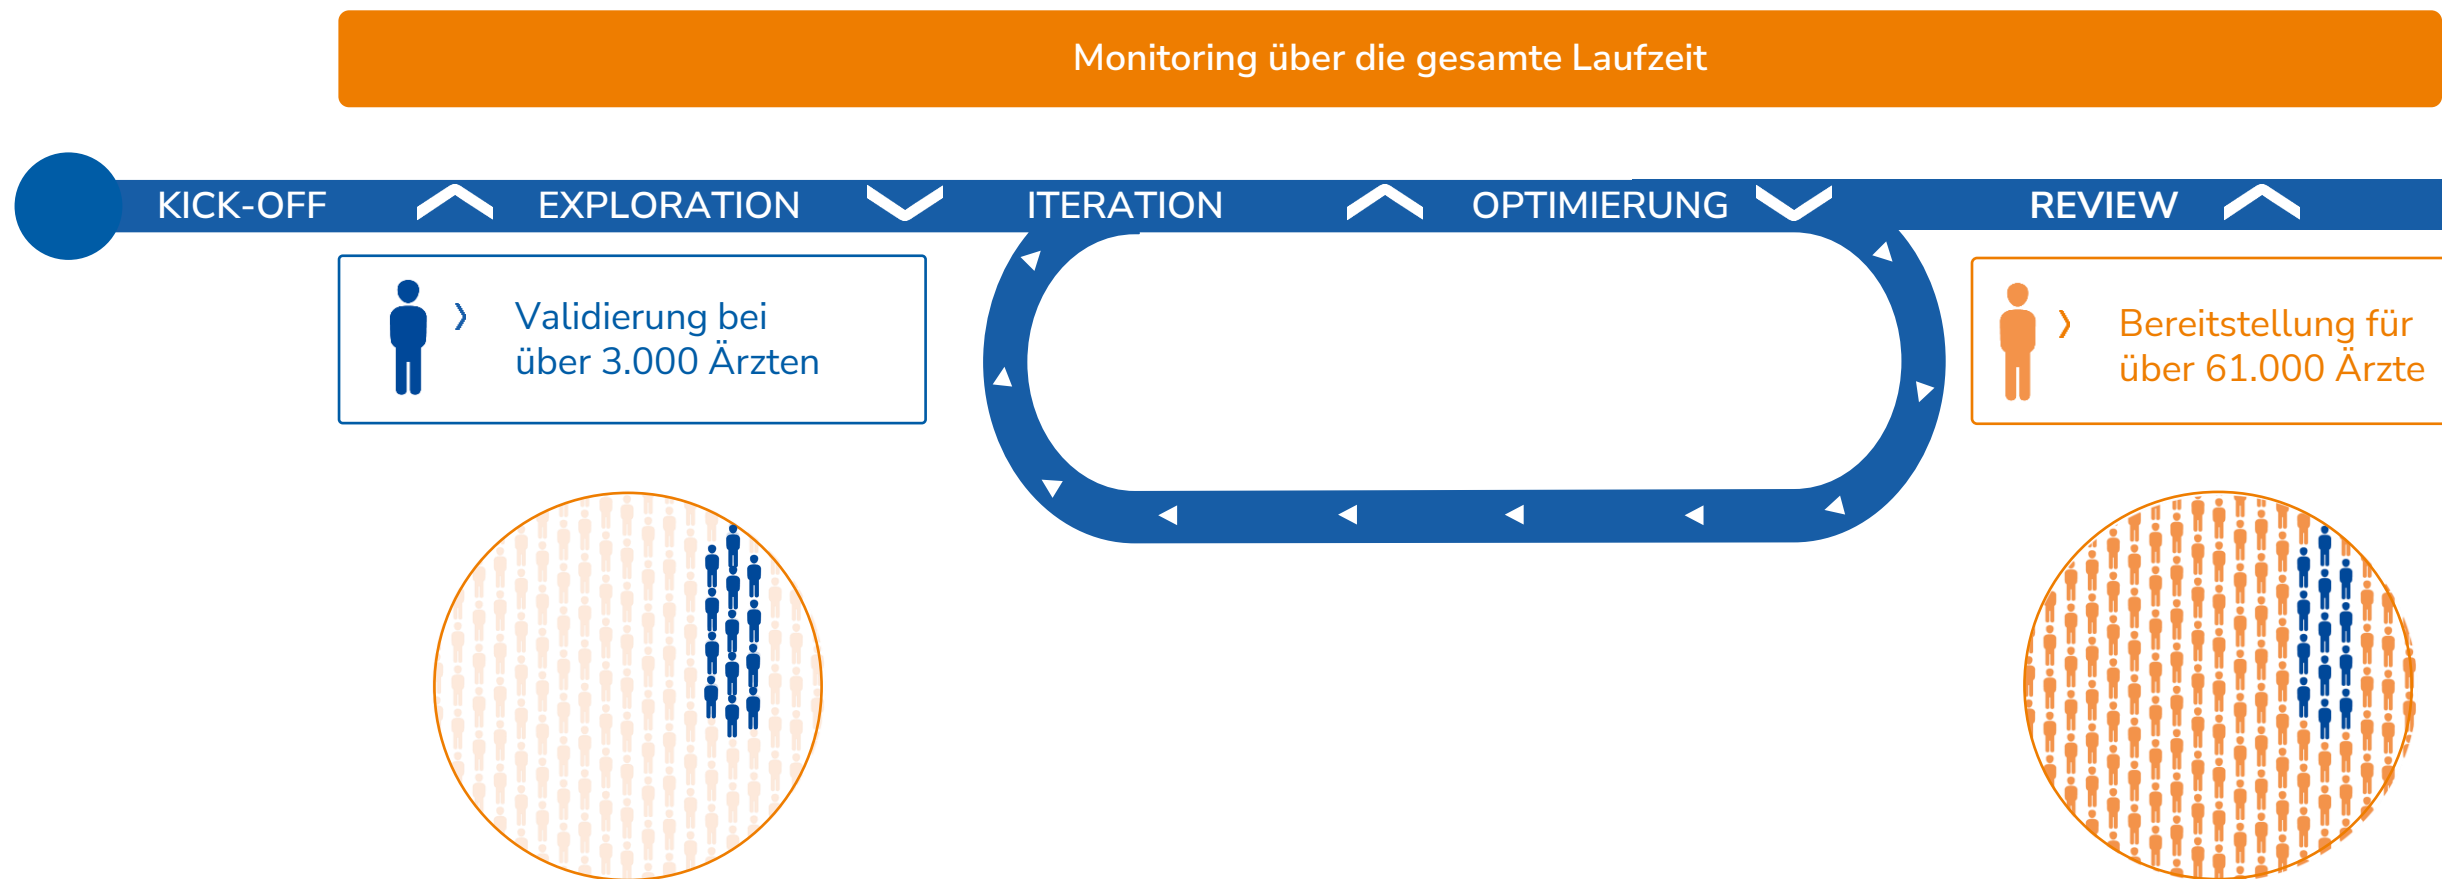 Monitoring über die gesamte Laufzeit
KICK-OFF
EXPLORATION
ITERATION
OPTIMIERUNG
REVIEW
Validierung bei
über 3.000 Ärzten
Bereitstellung für
über 61.000 Ärzte